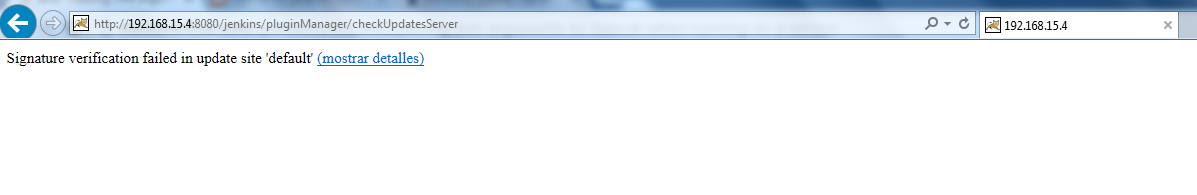 http://192.168.15.4:8080/jenkins/pluginManager/checkUpdatesServer
192.168.15.4
Signature verification failed in update site 'default' (mostrar detalles)